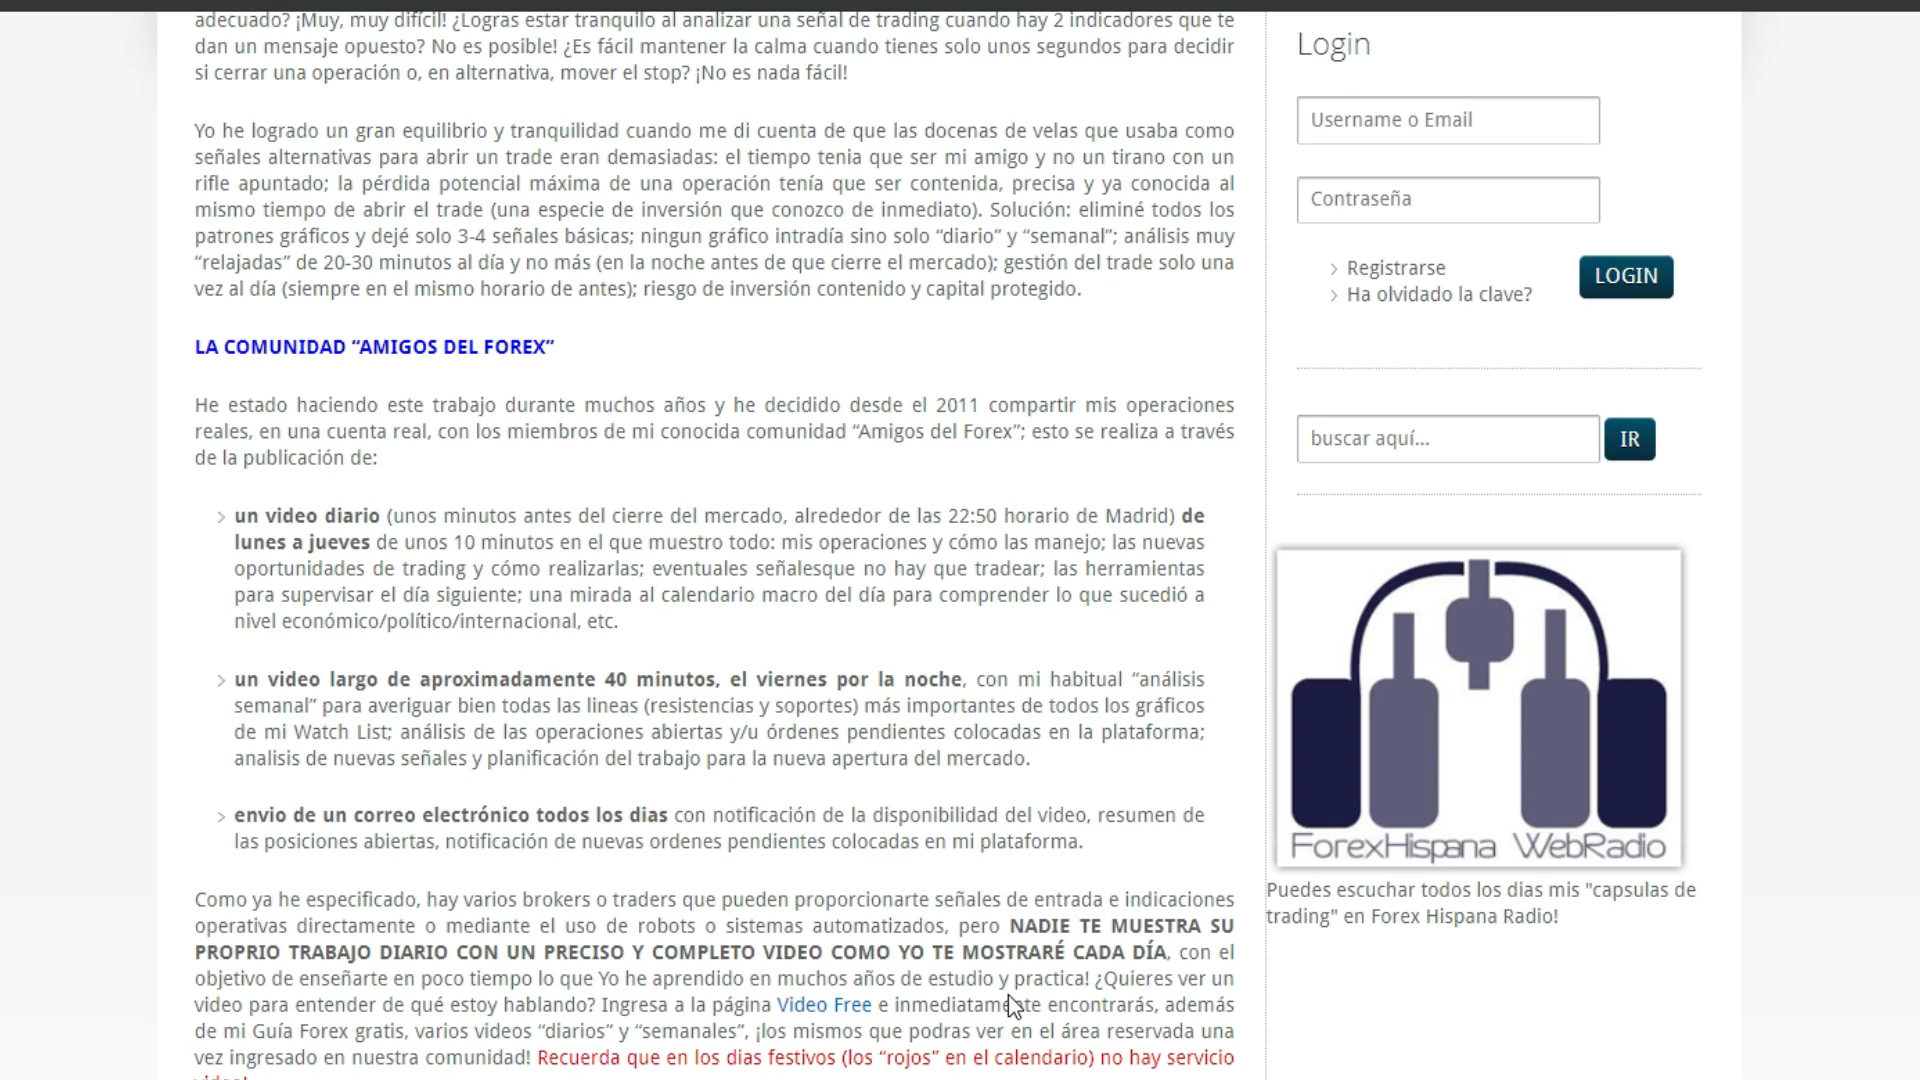 adecuado? ¡Muy, muy difícil! ¿Logras estar tranquilo al analizar una señal de trading cuando hay 2 indicadores que te
dan un mensaje opuesto? No es posible! ¿Es fácil mantener la calma cuando tienes solo unos segundos para decidir
si cerrar una operación o, en alternativa, mover el stop? ¡No es nada fácil!
Yo he logrado un gran equilibrio y tranquilidad cuando me di cuenta de que las docenas de velas que usaba como
señales alternativas para abrir un trade eran demasiadas: el tiempo tenia que ser mi amigo y no un tirano con un
rifle apuntado; la pérdida potencial máxima de una operación tenía que ser contenida, precisa y ya conocida al
mismo tiempo de abrir el trade (una especie de inversión que conozco de inmediato). Solución: eliminé todos los
patrones gráficos y dejé solo 3-4 señales básicas; ningun gráfico intradía sino solo “diario” y “semanal”; análisis muy
“relajadas” de 20-30 minutos al día y no más (en la noche antes de que cierre el mercado); gestión del trade solo una
vez al día (siempre en el mismo horario de antes); riesgo de inversión contenido y capital protegido.
LA COMUNIDAD “AMIGOS DEL FOREX”
He estado haciendo este trabajo durante muchos años y he decidido desde el 2011 compartir mis operaciones
reales, en una cuenta real, con los miembros de mi conocida comunidad “Amigos del Forex”; esto se realiza a través
de la publicación de:
un video diario (unos minutos antes del cierre del mercado, alrededor de las 22:50 horario de Madrid) de
lunes a jueves de unos 10 minutos en el que muestro todo: mis operaciones y cómo las manejo; las nuevas
oportunidades de trading y cómo realizarlas; eventuales señalesque no hay que tradear; las herramientas
para supervisar el día siguiente; una mirada al calendario macro del día para comprender lo que sucedió a
nivel económico/político/internacional, etc.
un video largo de aproximadamente 40 minutos, el viernes por la noche, con mi habitual “análisis
semanal” para averiguar bien todas las lineas (resistencias y soportes) más importantes de todos los gráficos
de mi Watch List; análisis de las operaciones abiertas y/u órdenes pendientes colocadas en la plataforma;
analisis de nuevas señales y planificación del trabajo para la nueva apertura del mercado.
envio de un correo electrónico todos los dias con notificación de la disponibilidad del video, resumen de
las posiciones abiertas, notificación de nuevas ordenes pendientes colocadas en mi plataforma.
Como ya he especificado, hay varios brokers o traders que pueden proporcionarte señales de entrada e indicaciones
operativas directamente o mediante el uso de robots o sistemas automatizados, pero NADIE TE MUESTRA SU
PROPRIO TRABAJO DIARIO CON UN PRECISO Y COMPLETO VIDEO COMO YO TE MOSTRARÉ CADA DÍA, con el
objetivo de enseñarte en poco tiempo lo que Yo he aprendido en muchos años de estudio y practica! ¿Quieres ver un
video para entender de qué estoy hablando? Ingresa a la página Video Free e inmediatamente encontrarás, además
de mi Guía Forex gratis, varios videos “diarios” y “semanales”, ¡los mismos que podras ver en el área reservada una
vez ingresado en nuestra comunidad! Recuerda que en los dias festivos (los “rojos” en el calendario) no hay servicio
Login
Username o Email
Contraseña
Registrarse
Ha olvidado la clave?
LOGIN
buscar aquí...
IR
ForexHispana WebRadio
Puedes escuchar todos los dias mis "capsulas de
trading" en Forex Hispana Radio!